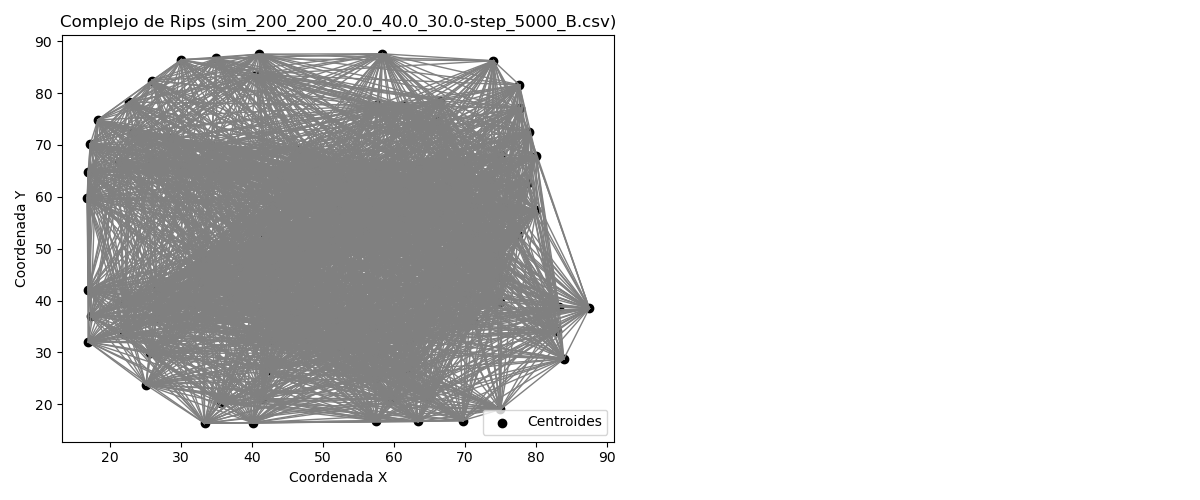 Complejo de Rips (sim_200_200_20.0_40.0_30.0-step_5000_B.csv)
90
80
70
60
50
40
30
20
Coordenada Y
Centroides
20 30 40 50 60 70 80 90
Coordenada X